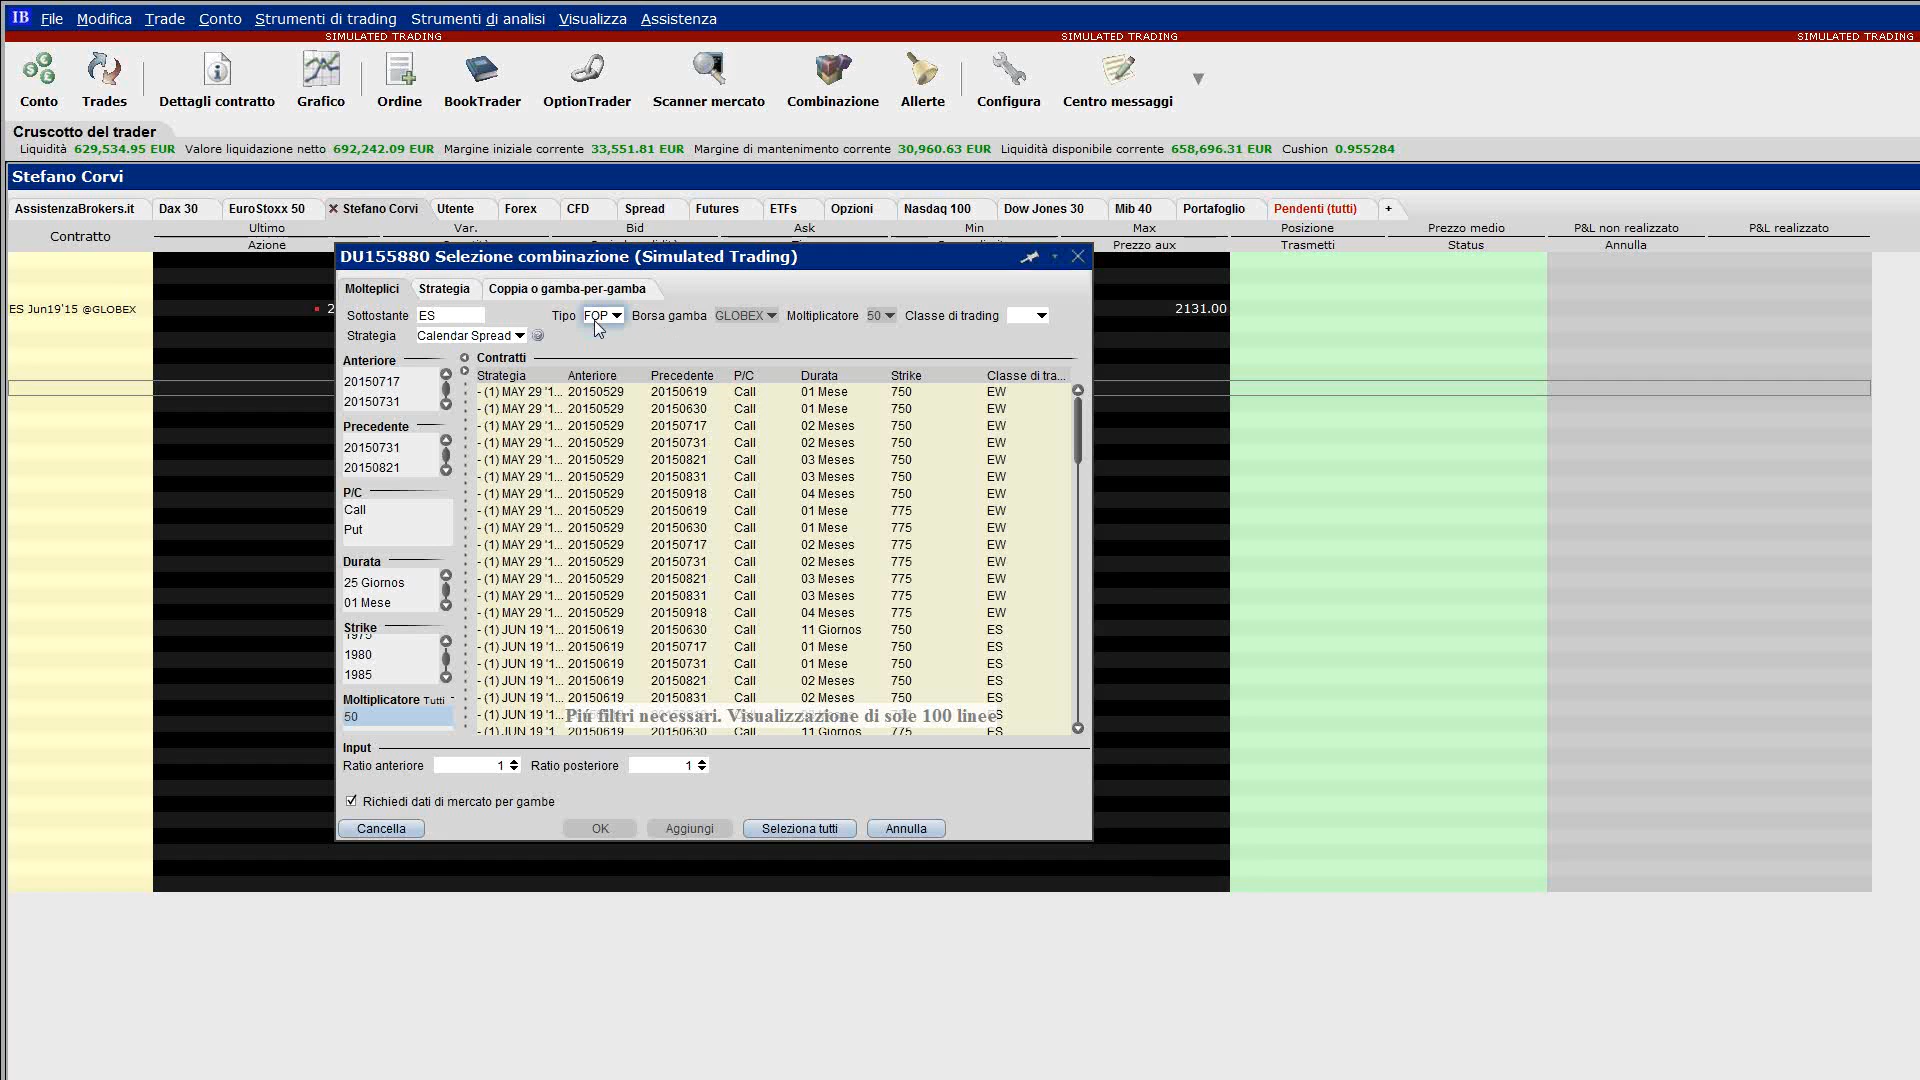 IB File Modifica Trade Conto Strumenti di trading Strumenti di analisi Visualizza Assistenza
SIMULATED TRADING SIMULATED TRADING SIMULATED TRADING
Conto Trades Dettagli contratto Grafico Ordine BookTrader OptionTrader Scanner mercato Combinazione Allerte Configura Centro messaggi
Cruscotto del trader
Liquidità 629,534.95 EUR Valore liquidazione netto 692,242.09 EUR Margine iniziale corrente 33,551.81 EUR Margine di mantenimento corrente 30,960.63 EUR Liquidità disponibile corrente 658,696.31 EUR Cushion 0.955284
Stefano Corvi
AssistenzaBrokers.it Dax 30 EuroStoxx 50 Stefano Corvi Utente Forex CFD Spread Futures ETFs Opzioni Nasdaq 100 Dow Jones 30 Mib 40 Portafoglio Pendenti (tutti) +
Contratto Ultimo Var. Bid Ask Min Max Posizione Prezzo medio P&L non realizzato P&L realizzato
Azione Prezzo aux Trasmetti Status Annulla
ES Jun19'15 @GLOBEX 2 2131.00
DU155880 Selezione combinazione (Simulated Trading)
Molteplici Strategia Coppia o gamba-per-gamba
Sottostante ES Tipo FOP Borsa gamba GLOBEX Moltiplicatore 50 Classe di trading
Strategia Calendar Spread
Anteriore
20150717
20150731
Precedente
20150731
20150821
P/C
Call
Put
Durata
25 Giornos
01 Mese
Strike
1975
1980
1985
Moltiplicatore Tutti
50
Contratti
Strategia Anteriore Precedente P/C Durata Strike Classe di tra...
- (1) MAY 29 '1... 20150529 20150619 Call 01 Mese 750 EW
- (1) MAY 29 '1... 20150529 20150630 Call 01 Mese 750 EW
- (1) MAY 29 '1... 20150529 20150717 Call 02 Meses 750 EW
- (1) MAY 29 '1... 20150529 20150731 Call 02 Meses 750 EW
- (1) MAY 29 '1... 20150529 20150821 Call 03 Meses 750 EW
- (1) MAY 29 '1... 20150529 20150831 Call 03 Meses 750 EW
- (1) MAY 29 '1... 20150529 20150918 Call 04 Meses 750 EW
- (1) MAY 29 '1... 20150529 20150619 Call 01 Mese 775 EW
- (1) MAY 29 '1... 20150529 20150630 Call 01 Mese 775 EW
- (1) MAY 29 '1... 20150529 20150717 Call 02 Meses 775 EW
- (1) MAY 29 '1... 20150529 20150731 Call 02 Meses 775 EW
- (1) MAY 29 '1... 20150529 20150821 Call 03 Meses 775 EW
- (1) MAY 29 '1... 20150529 20150831 Call 03 Meses 775 EW
- (1) MAY 29 '1... 20150529 20150918 Call 04 Meses 775 EW
- (1) JUN 19 '1... 20150619 20150630 Call 11 Giornos 750 ES
- (1) JUN 19 '1... 20150619 20150717 Call 01 Mese 750 ES
- (1) JUN 19 '1... 20150619 20150731 Call 01 Mese 750 ES
- (1) JUN 19 '1... 20150619 20150821 Call 02 Meses 750 ES
- (1) JUN 19 '1... 20150619 20150831 Call 02 Meses 750 ES
- (1) JUN 19 '1...
Piú filtri necessari. Visualizzazione di sole 100 linee
- (1) JUN 19 '1 20150619 20150630 Call 11 Giornos 775 ES
Input
Ratio anteriore 1 Ratio posteriore 1
Richiedi dati di mercato per gambe
Cancella OK Aggiungi Seleziona tutti Annulla